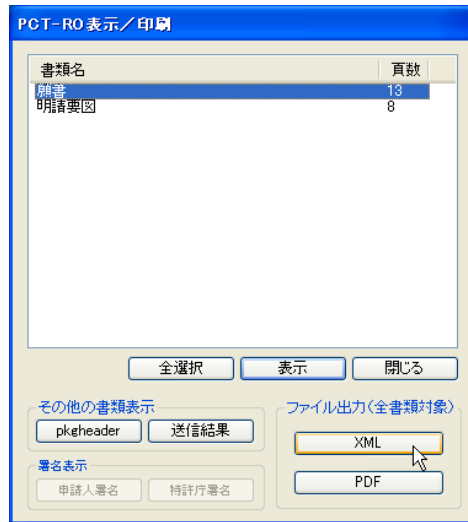 PCT-RO表示／印刷
書類名 頁数
願書 13
明請要図 8
全選択 表示 閉じる
その他の書類表示
pkgheader 送信結果
署名表示
申請人署名 特許庁署名
ファイル出力(全書類対象)
XML
PDF